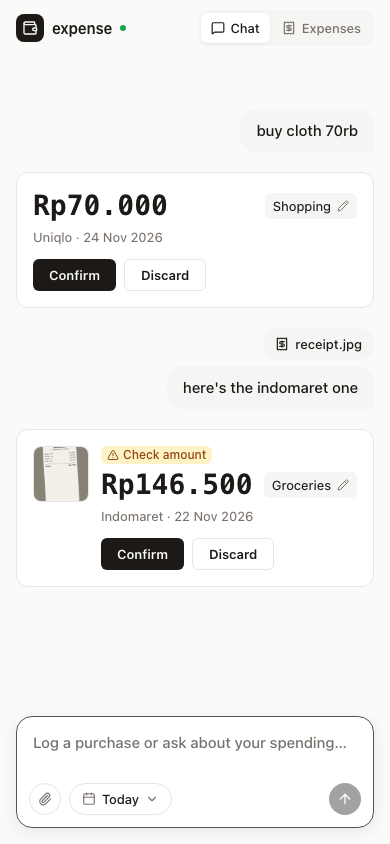 expense
Chat
Expenses
buy cloth 70rb
Rp70.000
Shopping
Uniqlo · 24 Nov 2026
Confirm
Discard
receipt.jpg
here's the indomaret one
Check amount
Rp146.500
Groceries
Indomaret · 22 Nov 2026
Confirm
Discard
Log a purchase or ask about your spending...
Today